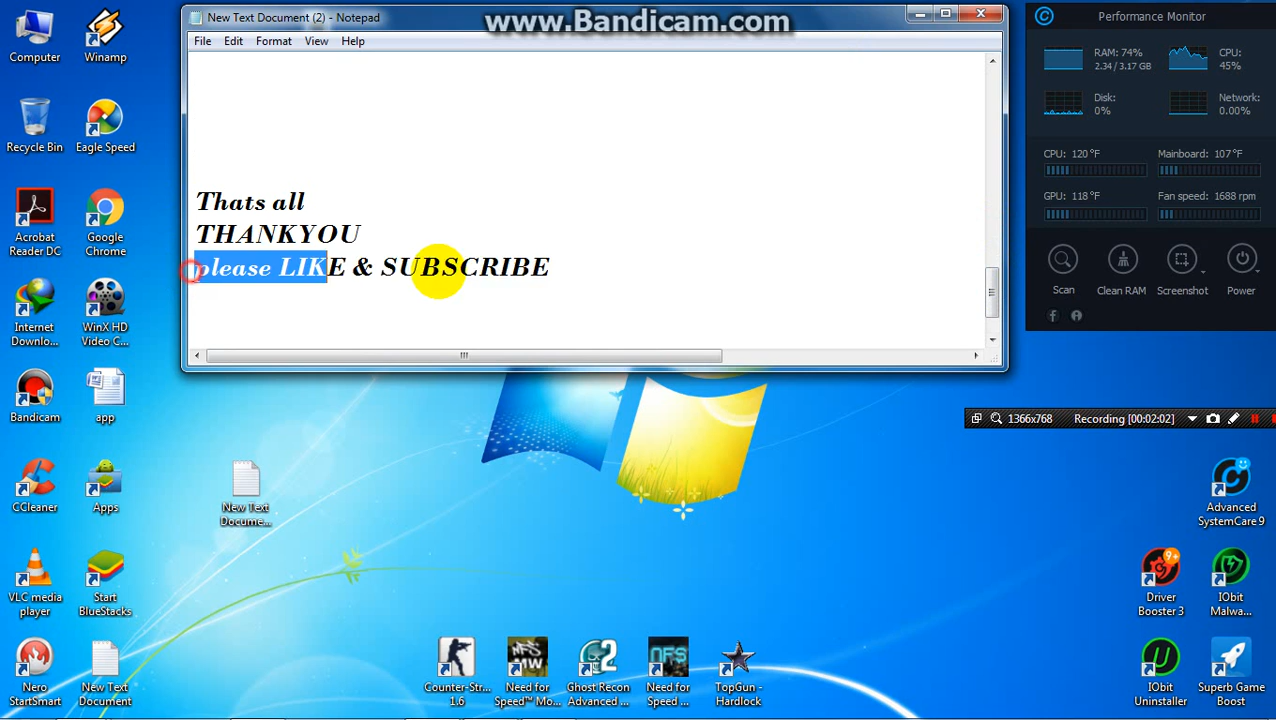 New Text Document (2) - Notepad
www.Bandicam.com
File Edit Format View Help
Thats all
THANKYOU
please LIKE & SUBSCRIBE
Performance Monitor
RAM: 74%
2.34 / 3.17 GB
CPU:
45%
Disk:
0%
Network:
0.00%
CPU: 120 °F
Mainboard: 107 °F
GPU: 118 °F
Fan speed: 1688 rpm
Scan
Clean RAM
Screenshot
Power
1366x768
Recording [00:02:02]
Computer
Winamp
Recycle Bin
Eagle Speed
Acrobat
Reader DC
Google
Chrome
Internet
Downlo...
WinX HD
Video C...
Bandicam
app
CCleaner
Apps
New Text
Docume...
VLC media
player
Start
BlueStacks
Nero
StartSmart
New Text
Document
Counter-Str...
1.6
Need for
Speed™ Mo...
Ghost Recon
Advanced ...
Need for
Speed ...
TopGun -
Hardlock
Advanced
SystemCare 9
9+
Driver
Booster 3
IObit
Malwa...
IObit
Uninstaller
Superb Game
Boost